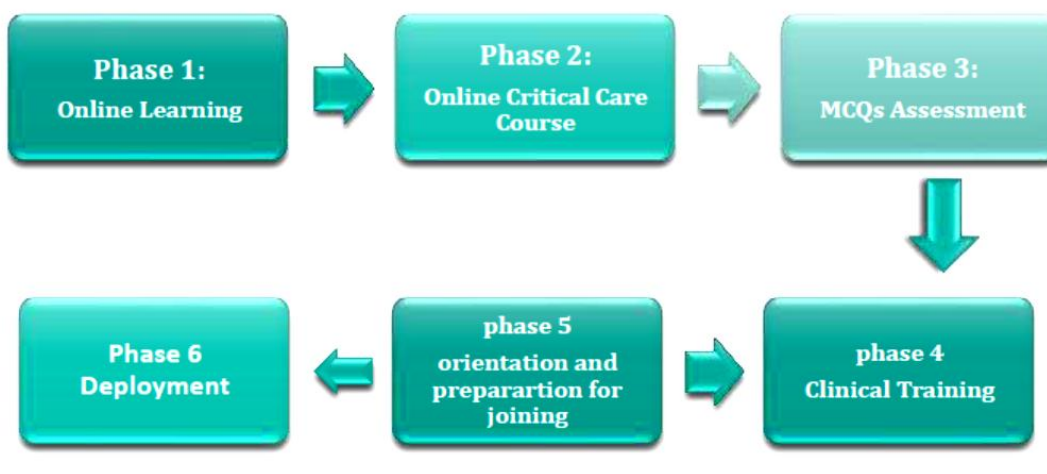 Phase 1:
Online Learning
Phase 2:
Online Critical Care
Course
Phase 3:
MCQs Assessment
phase 4
Clinical Training
phase 5
orientation and
preparartion for
joining
Phase 6
Deployment